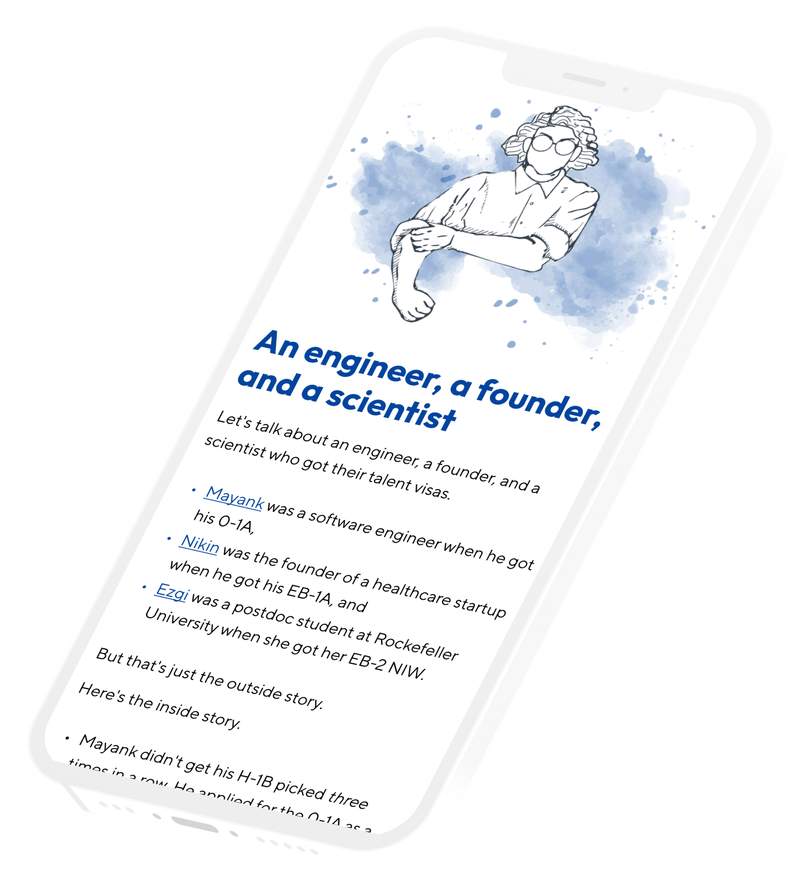 An engineer, a founder,
and a scientist
Let's talk about an engineer, a founder, and a
scientist who got their talent visas.
• Mayank was a software engineer when he got
his O-1A,
• Nikin was the founder of a healthcare startup
when he got his EB-1A, and
• Ezgi was a postdoc student at Rockefeller
University when she got her EB-2 NIW.
But that's just the outside story.
Here's the inside story.
• Mayank didn't get his H-1B picked three
times in a row. He applied for the O-1A as a